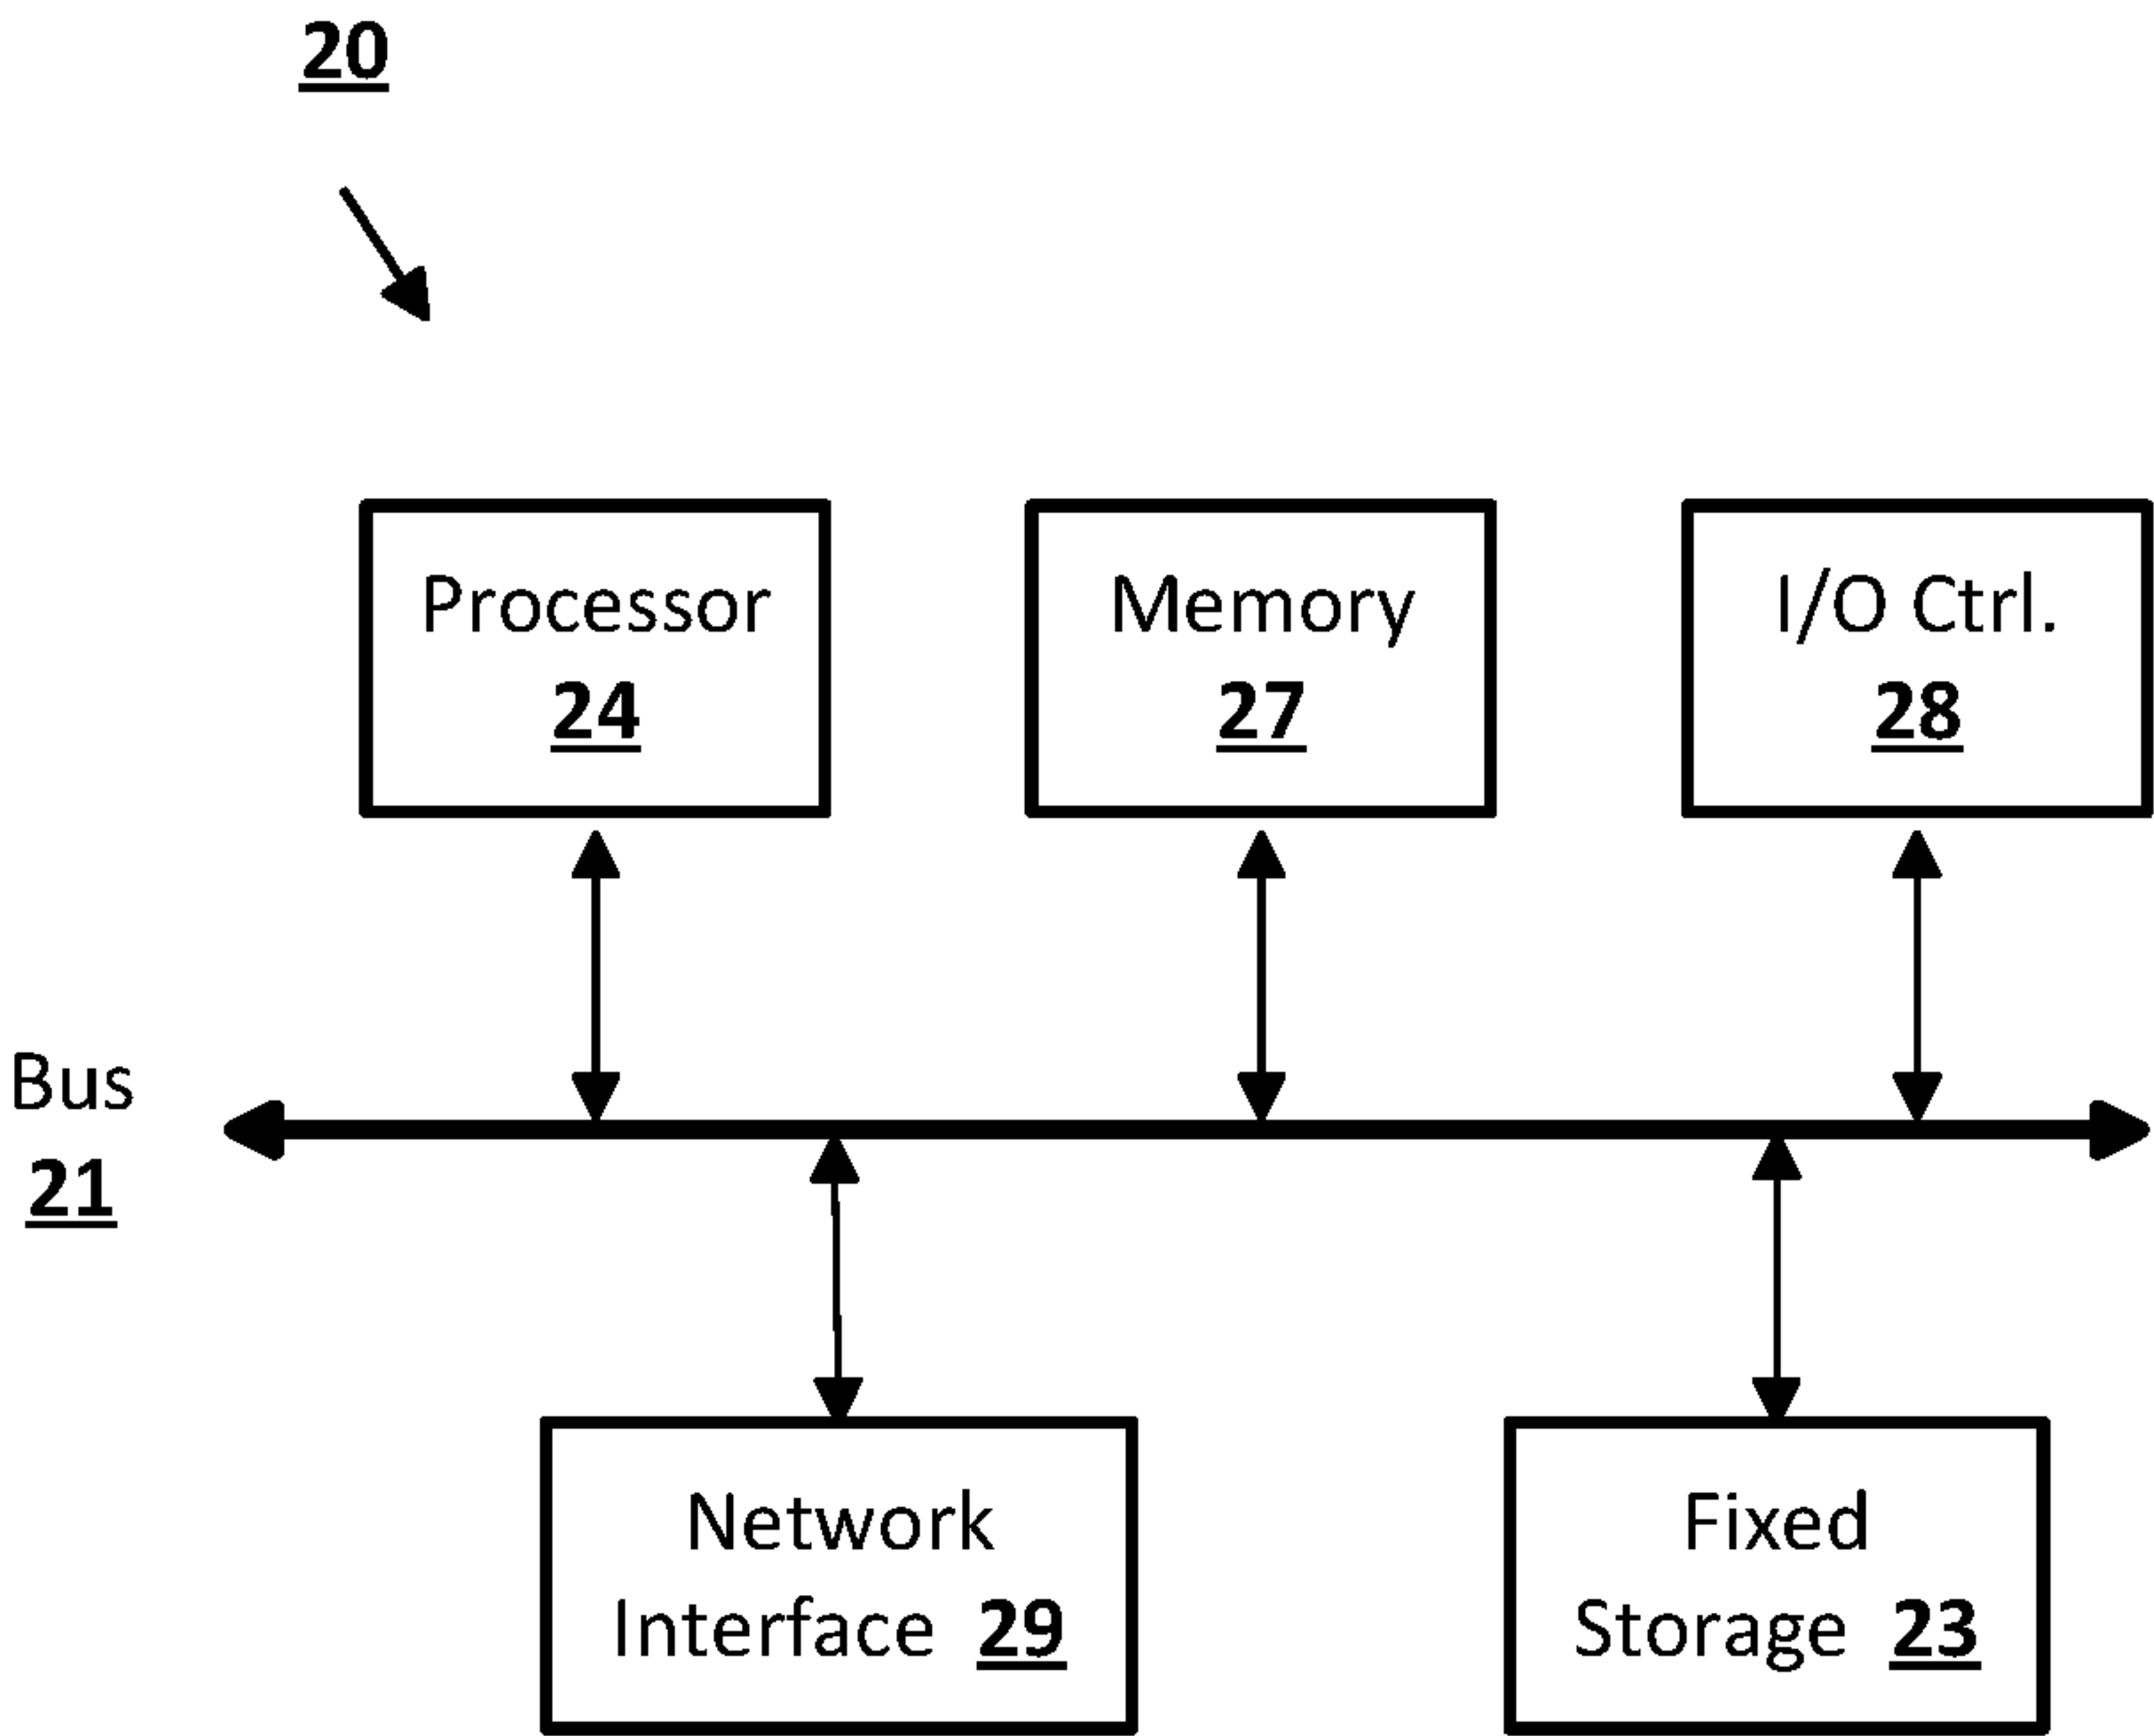 20
Processor
24
Memory
27
I/O Ctrl.
28
Bus
21
Network
Interface 29
Fixed
Storage 23